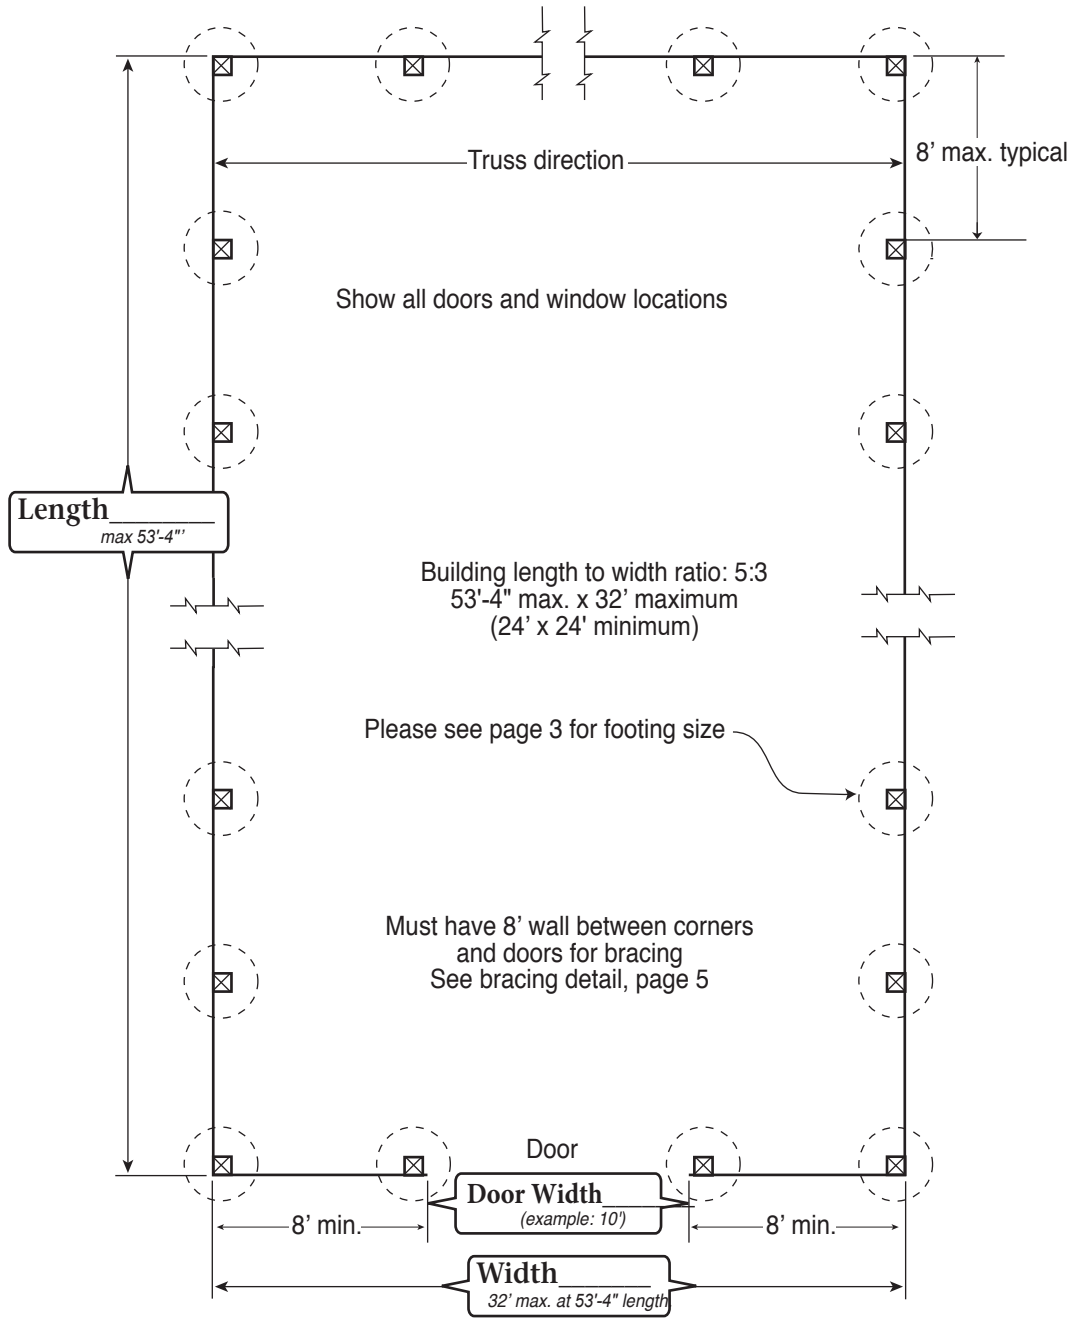 Truss direction
8’ max. typical
Show all doors and window locations
Length________
max 53'-4"’
Building length to width ratio: 5:3
53'-4" max. x 32’ maximum
(24’ x 24' minimum)
Please see page 3 for footing size
Must have 8’ wall between corners
and doors for bracing
See bracing detail, page 5
Door
Door Width_______
(example: 10')
8’ min.
8’ min.
Width_______
32’ max. at 53'-4" length